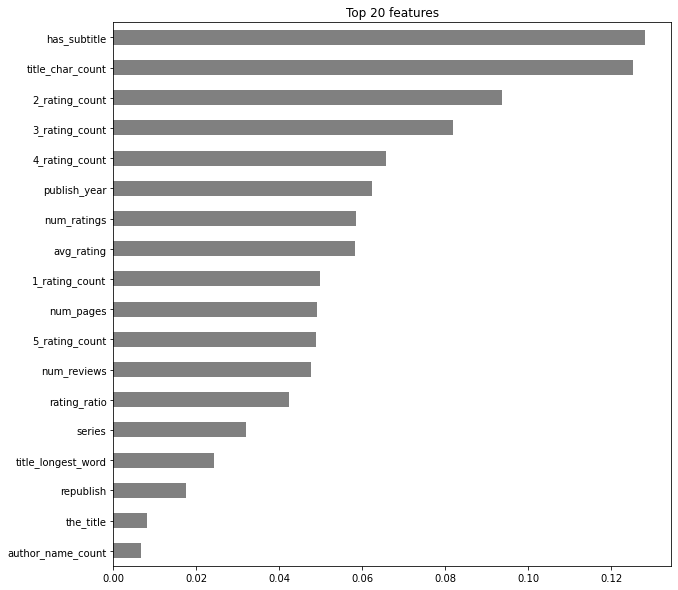 Top 20 features
has_subtitle
title_char_count
2_rating_count
3_rating_count
4_rating_count
publish_year
num_ratings
avg_rating
1_rating_count
num_pages
5_rating_count
num_reviews
rating_ratio
series
title_longest_word
republish
the_title
author_name_count
0.00 0.02 0.04 0.06 0.08 0.10 0.12